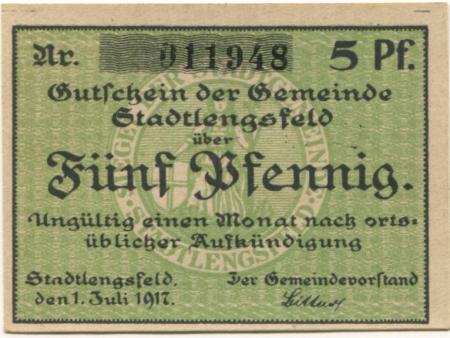 Nr. 011948 5 Pf.
Gutschein der Gemeinde
Stadtlengsfeld
über
Fünf Pfennig.
Ungültig einen Monat nach orts-
üblicher Aufkündigung
Stadtlengsfeld. Der Gemeindevorstand
den 1. Juli 1917.